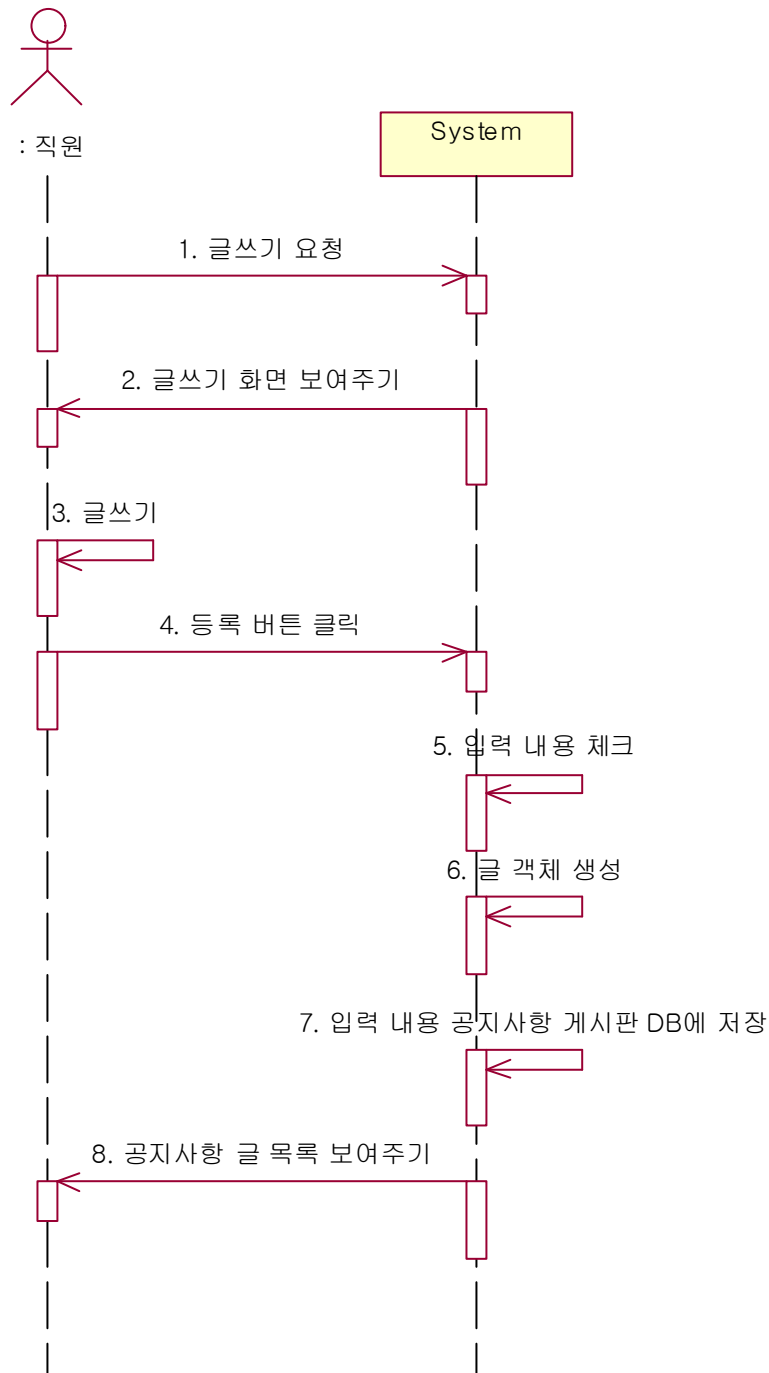 : 직원
System
1. 글쓰기 요청
2. 글쓰기 화면 보여주기
3. 글쓰기
4. 등록 버튼 클릭
5. 입력 내용 체크
6. 글 객체 생성
7. 입력 내용 공지사항 게시판 DB에 저장
8. 공지사항 글 목록 보여주기